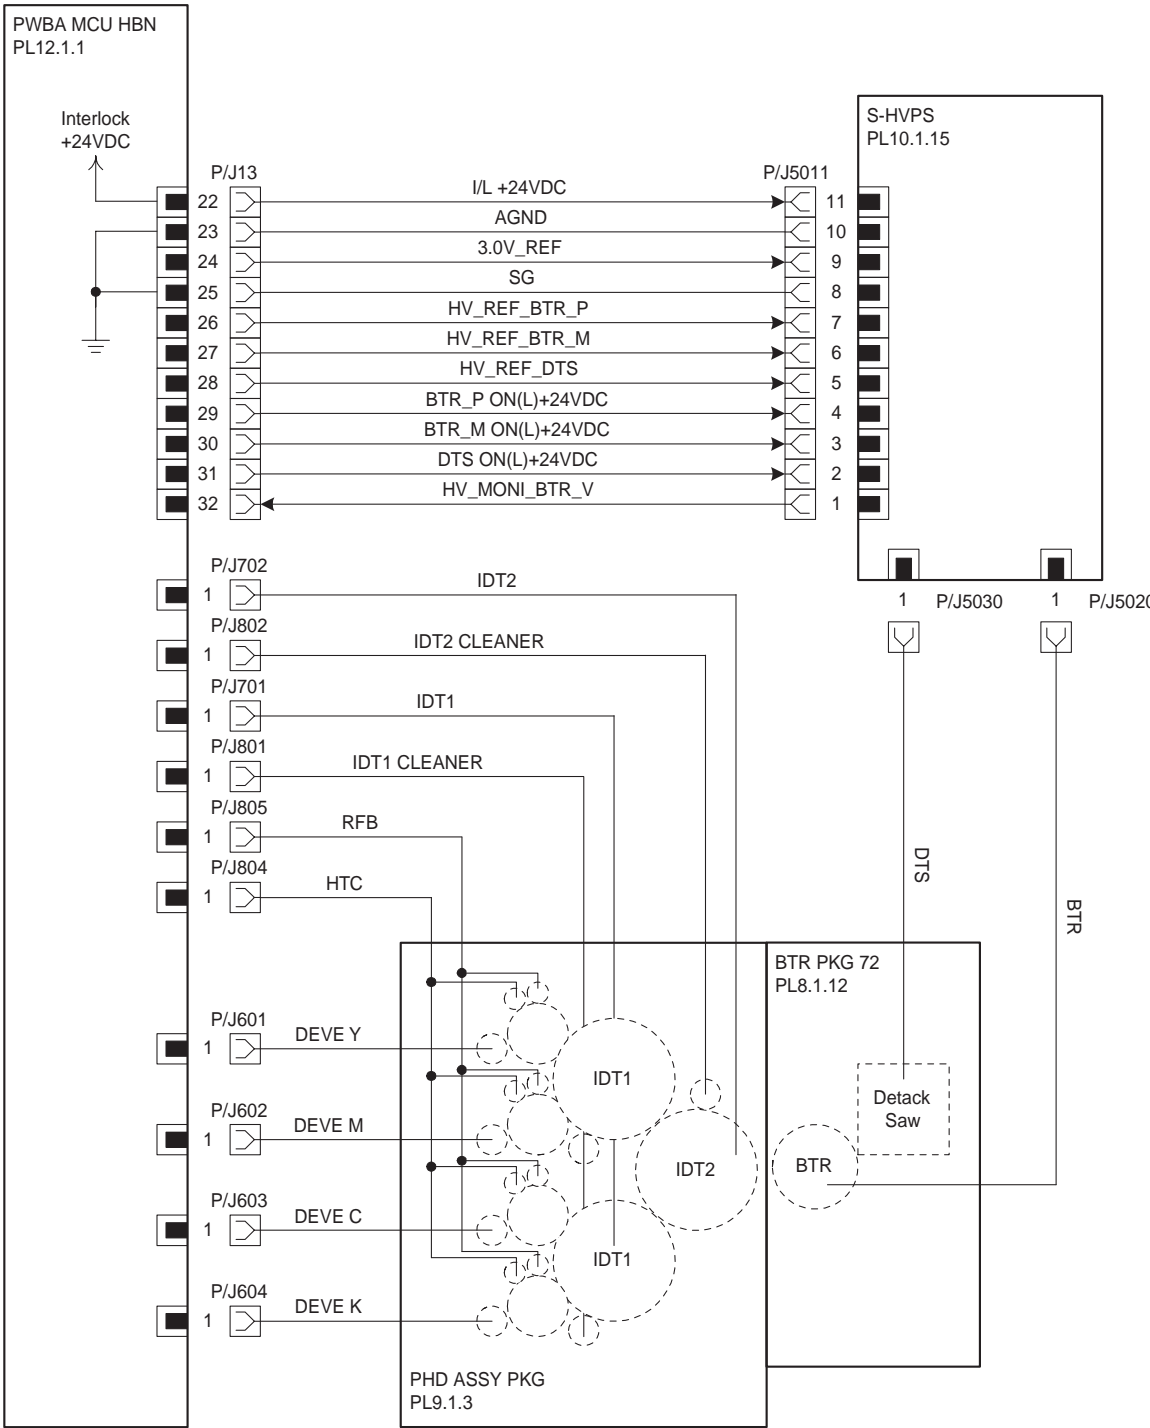 PWBA MCU HBN
PL12.1.1
Interlock
+24VDC
S-HVPS
PL10.1.15
P/J13
P/J5011
22 I/L +24VDC 11
23 AGND 10
24 3.0V_REF 9
25 SG 8
26 HV_REF_BTR_P 7
27 HV_REF_BTR_M 6
28 HV_REF_DTS 5
29 BTR_P ON(L)+24VDC 4
30 BTR_M ON(L)+24VDC 3
31 DTS ON(L)+24VDC 2
32 HV_MONI_BTR_V 1
P/J702
1 IDT2
1 P/J5030 1 P/J5020
P/J802
1 IDT2 CLEANER
P/J701
1 IDT1
P/J801
1 IDT1 CLEANER
P/J805
1 RFB
P/J804
1 HTC
DTS
BTR
BTR PKG 72
PL8.1.12
P/J601
1 DEVE Y
IDT1
Detack
Saw
P/J602
1 DEVE M
IDT2
BTR
P/J603
1 DEVE C
IDT1
P/J604
1 DEVE K
PHD ASSY PKG
PL9.1.3